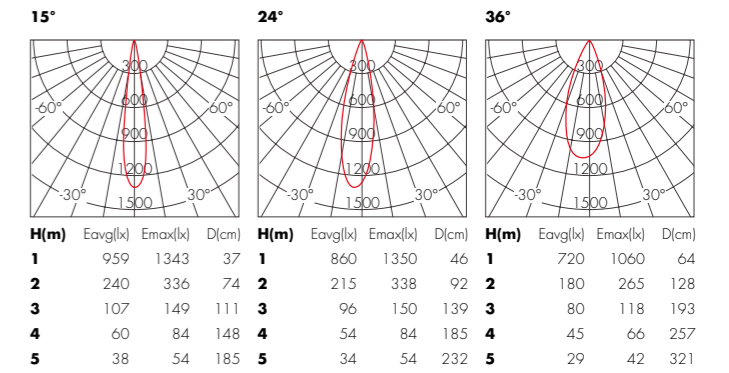 15° 24° 36°
300 300 300
600 600 600
-60° 60° -60° 60° -60° 60°
900 900 900
1200 1200 1200
-30° 30° -30° 30° -30° 30°
1500 1500 1500
H(m) Eavg(lx) Emax(lx) D(cm) H(m) Eavg(lx) Emax(lx) D(cm) H(m) Eavg(lx) Emax(lx) D(cm)
1 959 1343 37 1 860 1350 46 1 720 1060 64
2 240 336 74 2 215 338 92 2 180 265 128
3 107 149 111 3 96 150 139 3 80 118 193
4 60 84 148 4 54 84 185 4 45 66 257
5 38 54 185 5 34 54 232 5 29 42 321